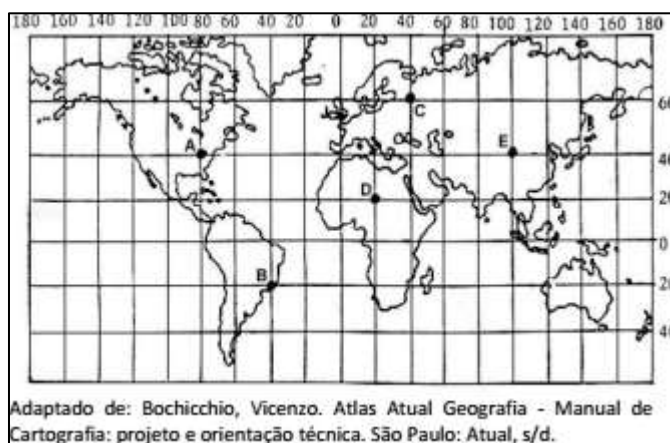 180 160 140 120 100 80 60 40 20 0 20 40 60 80 100 120 140 160 180
C
60
A
E
40
D
20
0
B
20
40
Adaptado de: Bochicchio, Vicenzo. Atlas Atual Geografia - Manual de
Cartografia: projeto e orientação técnica. São Paulo: Atual, s/d.